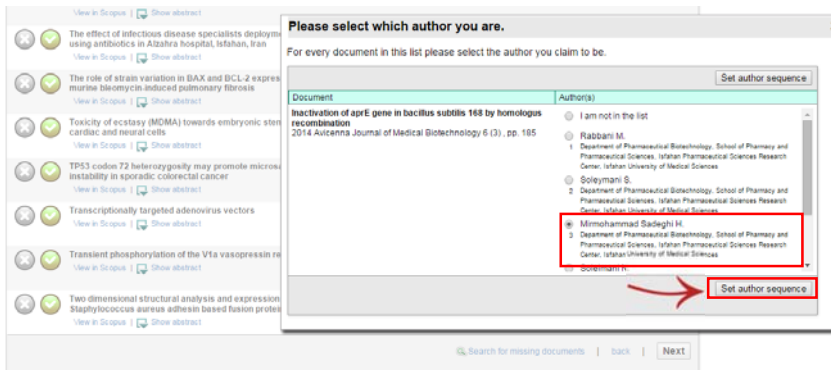 View in Scopus | Show abstract
The effect of infectious disease specialists deployme
using antibiotics in Alzahra hospital, Isfahan, Iran
View in Scopus | Show abstract
The role of strain variation in BAX and BCL-2 expres
murine bleomycin-induced pulmonary fibrosis
View in Scopus | Show abstract
Toxicity of ecstasy (MDMA) towards embryonic sten
cardiac and neural cells
View in Scopus | Show abstract
TP53 codon 72 heterozygosity may promote microsa
instability in sporadic colorectal cancer
View in Scopus | Show abstract
Transcriptionally targeted adenovirus vectors
View in Scopus | Show abstract
Transient phosphorylation of the V1a vasopressin re
View in Scopus | Show abstract
Two dimensional structural analysis and expression
Staphylococcus aureus adhesin based fusion protei
View in Scopus | Show abstract
Search for missing documents | back | Next
Please select which author you are.
For every document in this list please select the author you claim to be.
Set author sequence
Document
Author(s)
Inactivation of aprE gene in bacillus subtilis 168 by homologus
recombination
2014 Avicenna Journal of Medical Biotechnology 6 (3) , pp. 185
I am not in the list
Rabbani M.
1 Department of Pharmaceutical Biotechnology, School of Pharmacy and
Pharmaceutical Sciences, Isfahan Pharmaceutical Sciences Research
Center, Isfahan University of Medical Sciences
Soleymani S.
2 Department of Pharmaceutical Biotechnology, School of Pharmacy and
Pharmaceutical Sciences, Isfahan Pharmaceutical Sciences Research
Center, Isfahan University of Medical Sciences
Mirmohammad Sadeghi H.
3 Department of Pharmaceutical Biotechnology, School of Pharmacy and
Pharmaceutical Sciences, Isfahan Pharmaceutical Sciences Research
Center, Isfahan University of Medical Sciences
Soleimani R.
Set author sequence